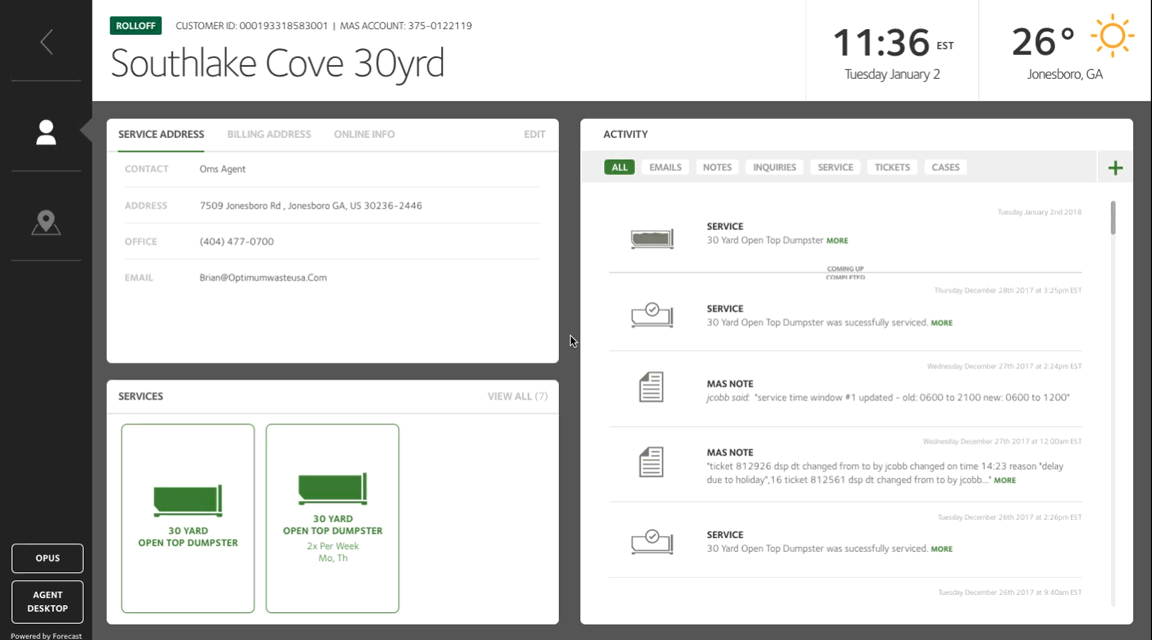 ROLLOFF CUSTOMER ID: 000193318583001 | MAS ACCOUNT: 375-0122119
Southlake Cove 30yrd
11:36 EST
Tuesday January 2
26°
Jonesboro, GA
SERVICE ADDRESS BILLING ADDRESS ONLINE INFO EDIT
CONTACT Oms Agent
ADDRESS 7509 Jonesboro Rd , Jonesboro GA, US 30236-2446
OFFICE (404) 477-0700
EMAIL Brian@Optimumwasteusa.Com
SERVICES VIEW ALL (7)
30 YARD
OPEN TOP DUMPSTER
30 YARD
OPEN TOP DUMPSTER
2x Per Week
Mo, Th
ACTIVITY
ALL EMAILS NOTES INQUIRIES SERVICE TICKETS CASES +
Tuesday January 2nd 2018
SERVICE
30 Yard Open Top Dumpster MORE
COMING UP
COMPLETED
Thursday December 28th 2017 at 3:25pm EST
SERVICE
30 Yard Open Top Dumpster was sucessfully serviced. MORE
Wednesday December 27th 2017 at 2:24pm EST
MAS NOTE
jcobb said: "service time window #1 updated - old: 0600 to 2100 new: 0600 to 1200"
Wednesday December 27th 2017 at 12:00am EST
MAS NOTE
"ticket 812926 dsp dt changed from to by jcobb changed on time 14:23 reason "delay
due to holiday",16 ticket 812561 dsp dt changed from to by jcobb..." MORE
Tuesday December 26th 2017 at 2:26pm EST
SERVICE
30 Yard Open Top Dumpster was sucessfully serviced. MORE
Tuesday December 26th 2017 at 9:40am EST
OPUS
AGENT
DESKTOP
Powered by Forecast